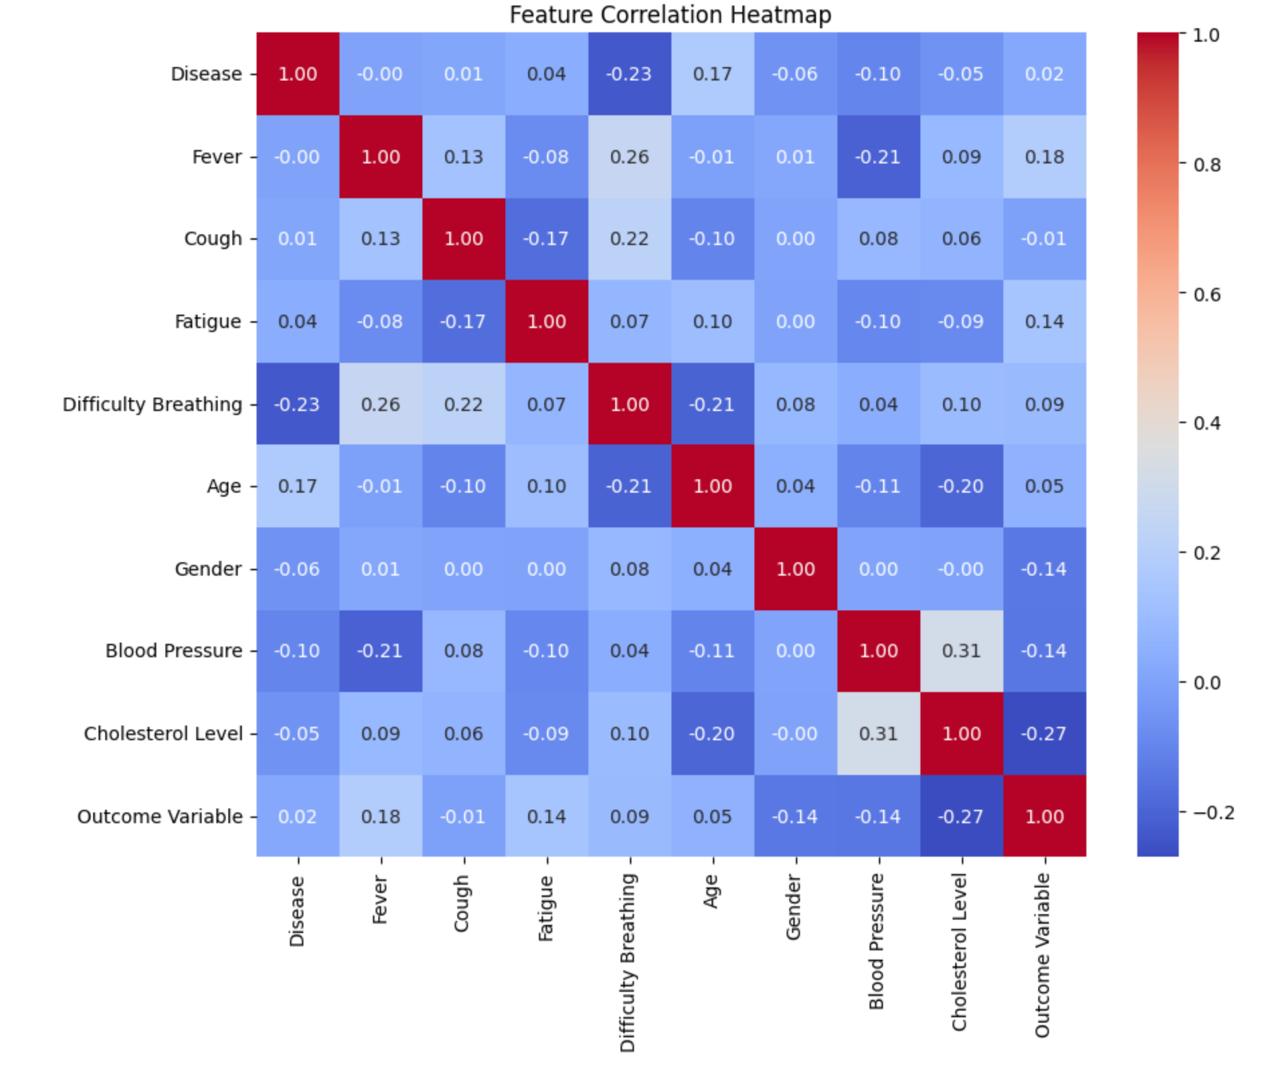 Feature Correlation Heatmap
Disease 1.00 -0.00 0.01 0.04 -0.23 0.17 -0.06 -0.10 -0.05 0.02
Fever -0.00 1.00 0.13 -0.08 0.26 -0.01 0.01 -0.21 0.09 0.18
Cough 0.01 0.13 1.00 -0.17 0.22 -0.10 0.00 0.08 0.06 -0.01
Fatigue 0.04 -0.08 -0.17 1.00 0.07 0.10 0.00 -0.10 -0.09 0.14
Difficulty Breathing -0.23 0.26 0.22 0.07 1.00 -0.21 0.08 0.04 0.10 0.09
Age 0.17 -0.01 -0.10 0.10 -0.21 1.00 0.04 -0.11 -0.20 0.05
Gender -0.06 0.01 0.00 0.00 0.08 0.04 1.00 0.00 -0.00 -0.14
Blood Pressure -0.10 -0.21 0.08 -0.10 0.04 -0.11 0.00 1.00 0.31 -0.14
Cholesterol Level -0.05 0.09 0.06 -0.09 0.10 -0.20 -0.00 0.31 1.00 -0.27
Outcome Variable 0.02 0.18 -0.01 0.14 0.09 0.05 -0.14 -0.14 -0.27 1.00
Disease
Fever
Cough
Fatigue
Difficulty Breathing
Age
Gender
Blood Pressure
Cholesterol Level
Outcome Variable
1.0
0.8
0.6
0.4
0.2
0.0
−0.2